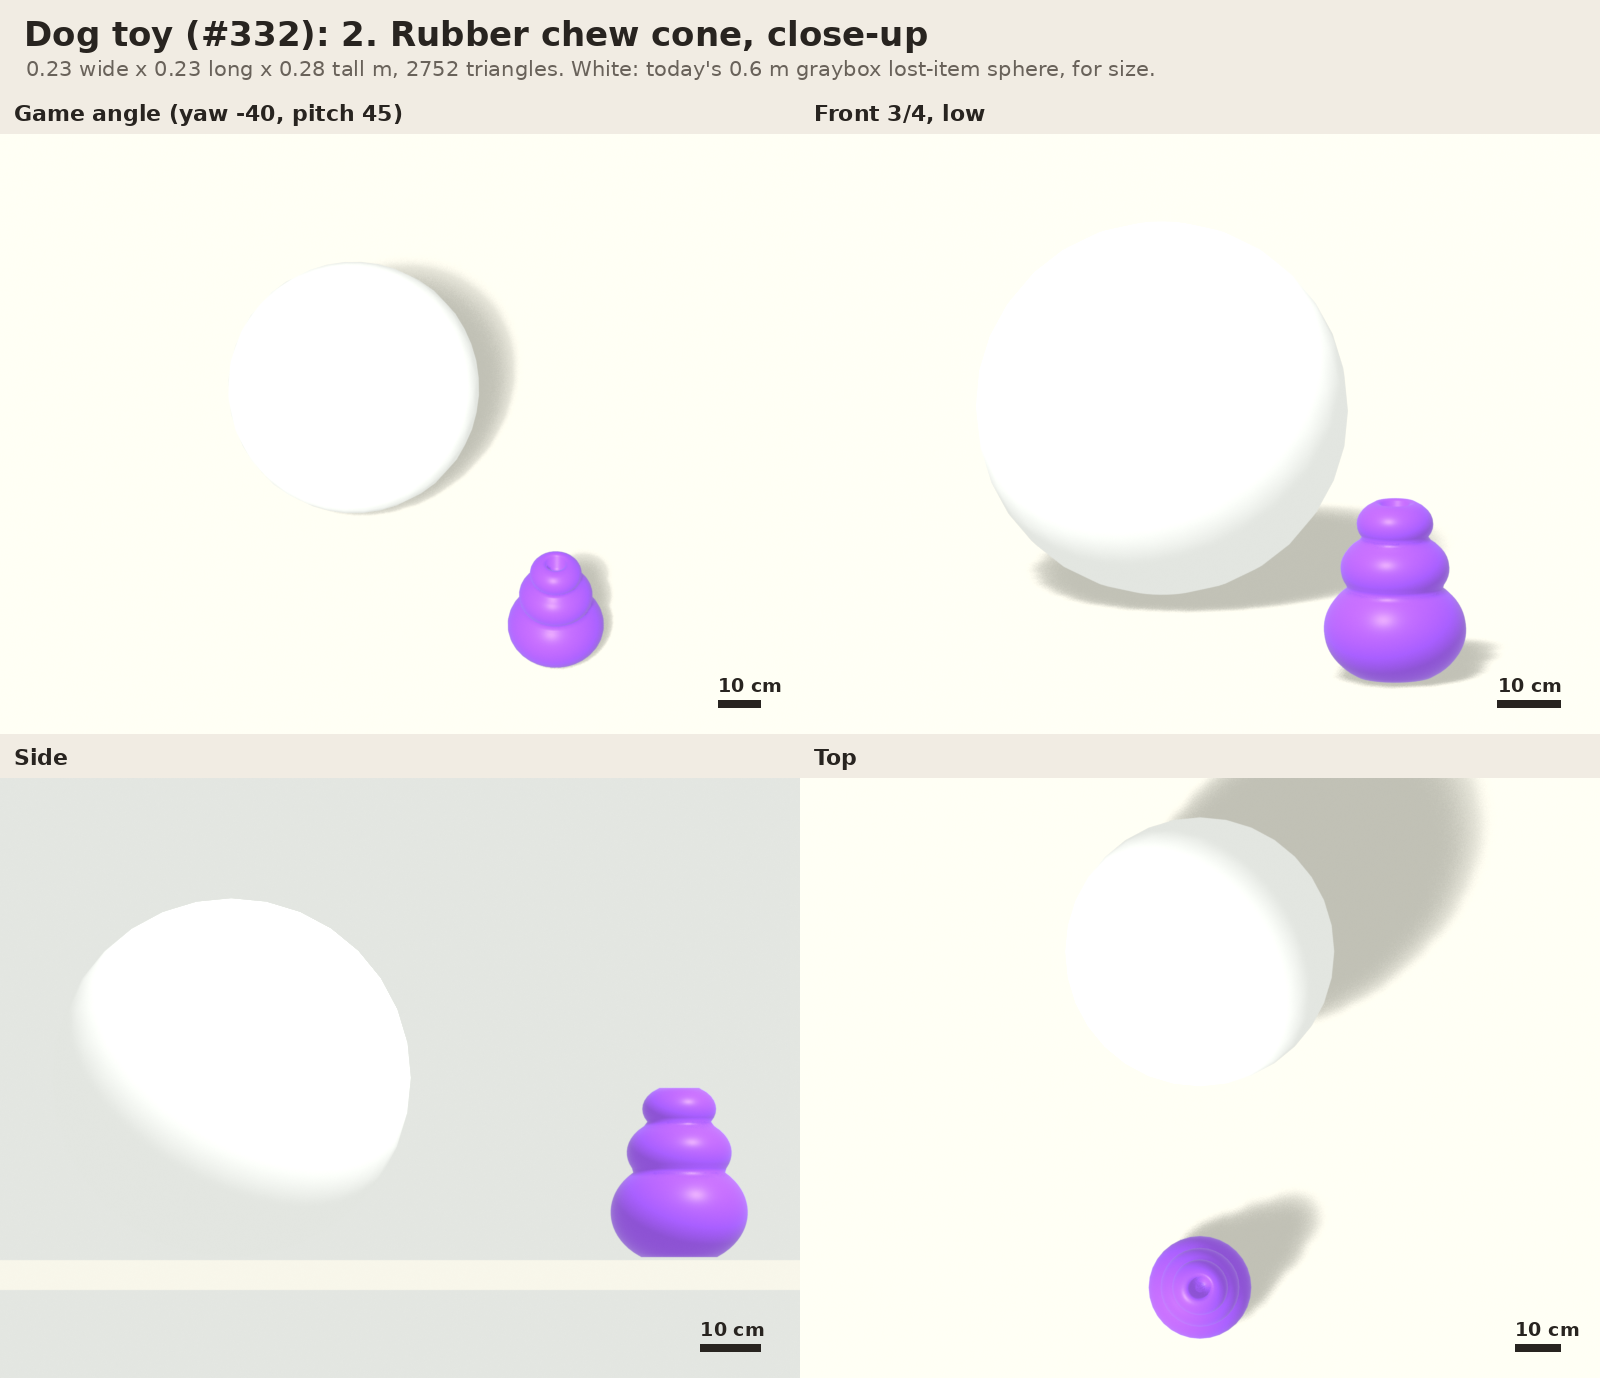 Dog toy (#332): 2. Rubber chew cone, close-up
0.23 wide x 0.23 long x 0.28 tall m, 2752 triangles. White: today's 0.6 m graybox lost-item sphere, for size.
Game angle (yaw -40, pitch 45)
Front 3/4, low
10 cm
10 cm
Side
Top
10 cm
10 cm